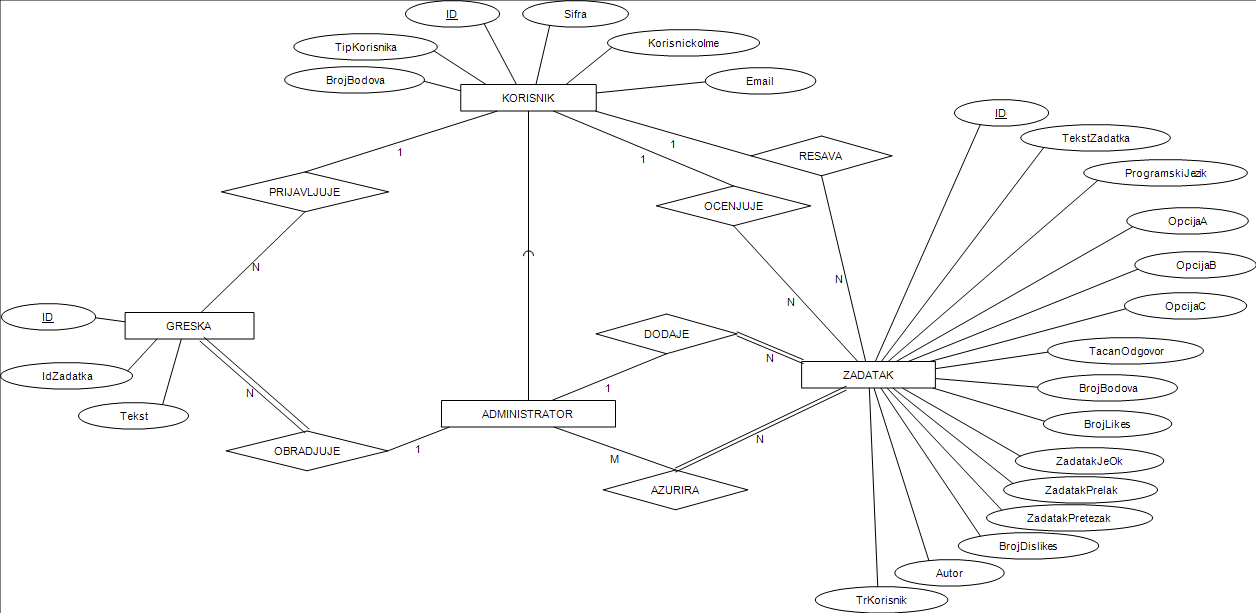 ID
Sifra
TipKorisnika
KorisnickoIme
BrojBodova
Email
KORISNIK
ID
TekstZadatka
1
1
1
RESAVA
ProgramskiJezik
PRIJAVLJUJE
OCENJUJE
OpcijaA
N
OpcijaB
N
N
OpcijaC
ID
GRESKA
DODAJE
N
TacanOdgovor
IdZadatka
ZADATAK
1
BrojBodova
N
Tekst
ADMINISTRATOR
BrojLikes
N
OBRADJUJE
1
M
ZadatakJeOk
AZURIRA
ZadatakPrelak
ZadatakPretezak
BrojDislikes
Autor
TrKorisnik